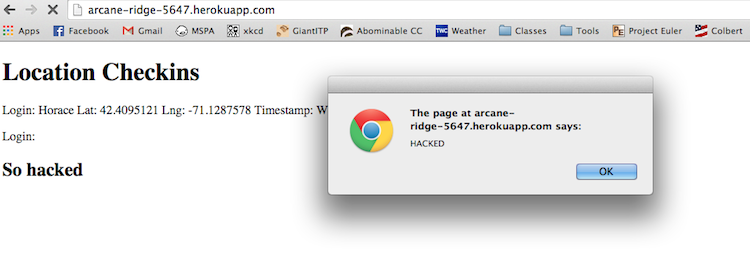 arcane-ridge-5647.herokuapp.com
Apps Facebook Gmail MSPA xkcd GiantITP Abominable CC TWC Weather Classes Tools PE Project Euler Colbert
Location Checkins
Login: Horace Lat: 42.4095121 Lng: -71.1287578 Timestamp: W
Login:
So hacked
The page at arcane-
ridge-5647.herokuapp.com says:
HACKED
OK